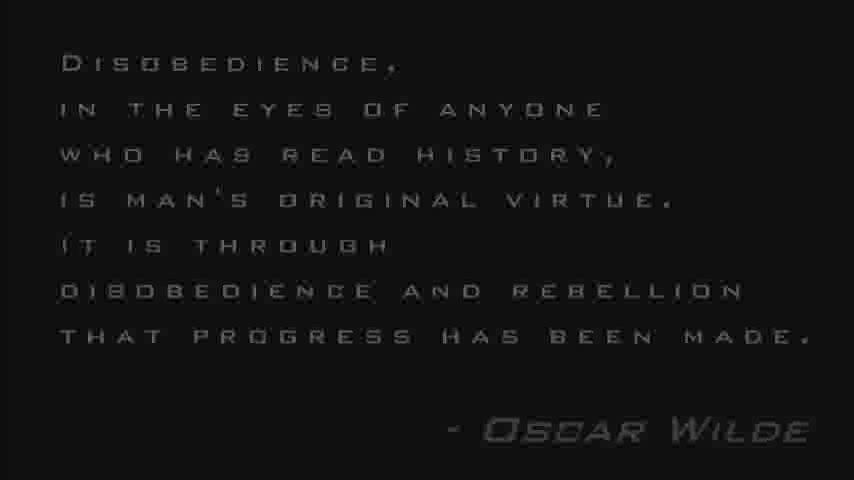 Disobedience,
in the eyes of anyone
who has read history,
is man's original virtue.
It is through
disobedience and rebellion
that progress has been made.
- Oscar Wilde